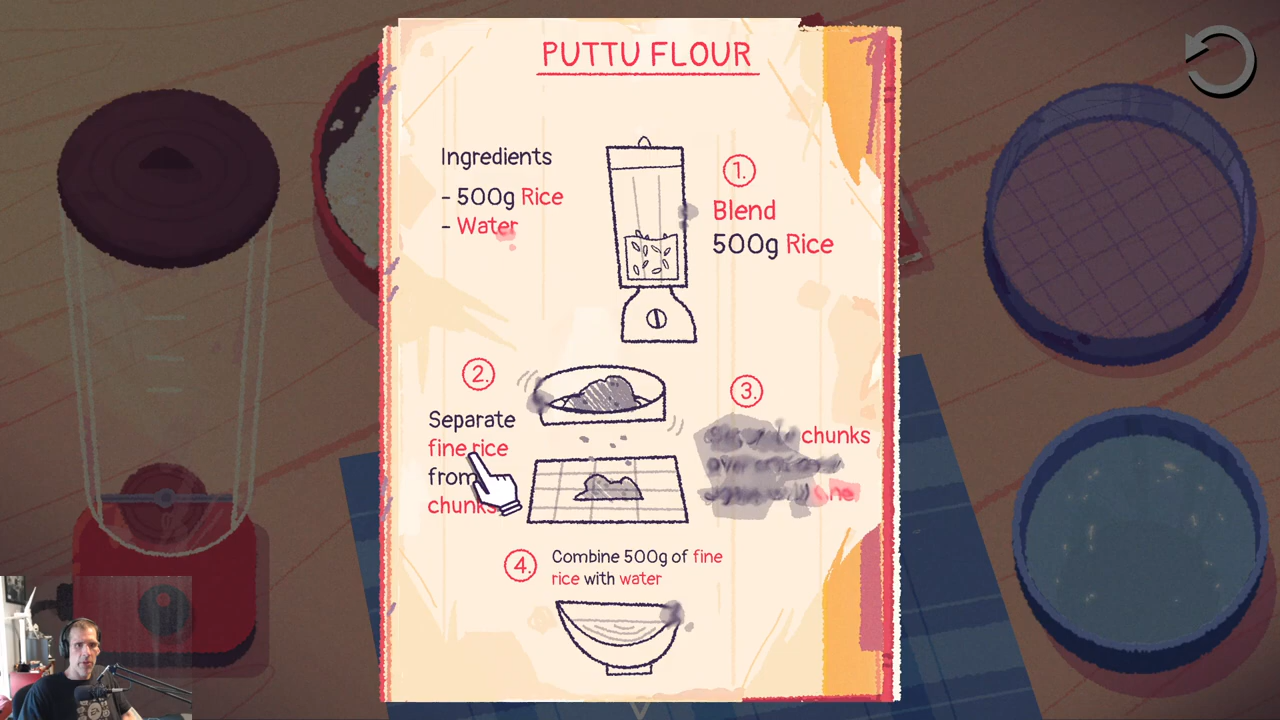 PUTTU FLOUR
Ingredients
- 500g Rice
- Water
1.
Blend
500g Rice
2.
Separate
fine rice
from
chunks
3.
chunks
4.
Combine 500g of fine
rice with water